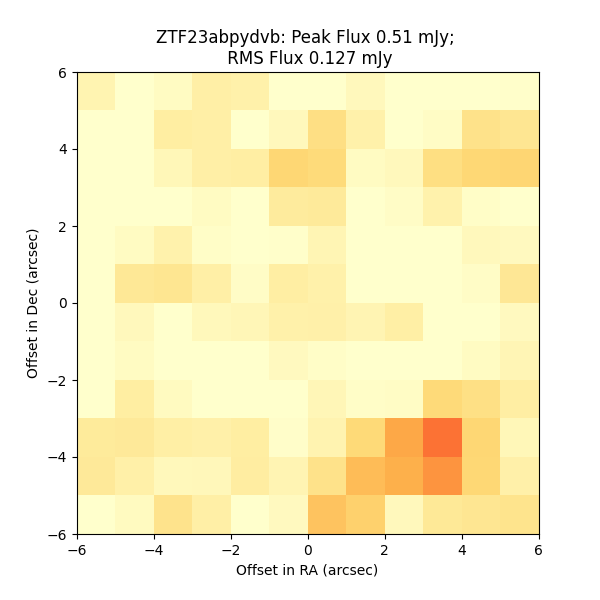 ZTF23abpydvb: Peak Flux 0.51 mJy;
RMS Flux 0.127 mJy
6
4
2
0
−2
−4
−6
Offset in Dec (arcsec)
−6 −4 −2 0 2 4 6
Offset in RA (arcsec)